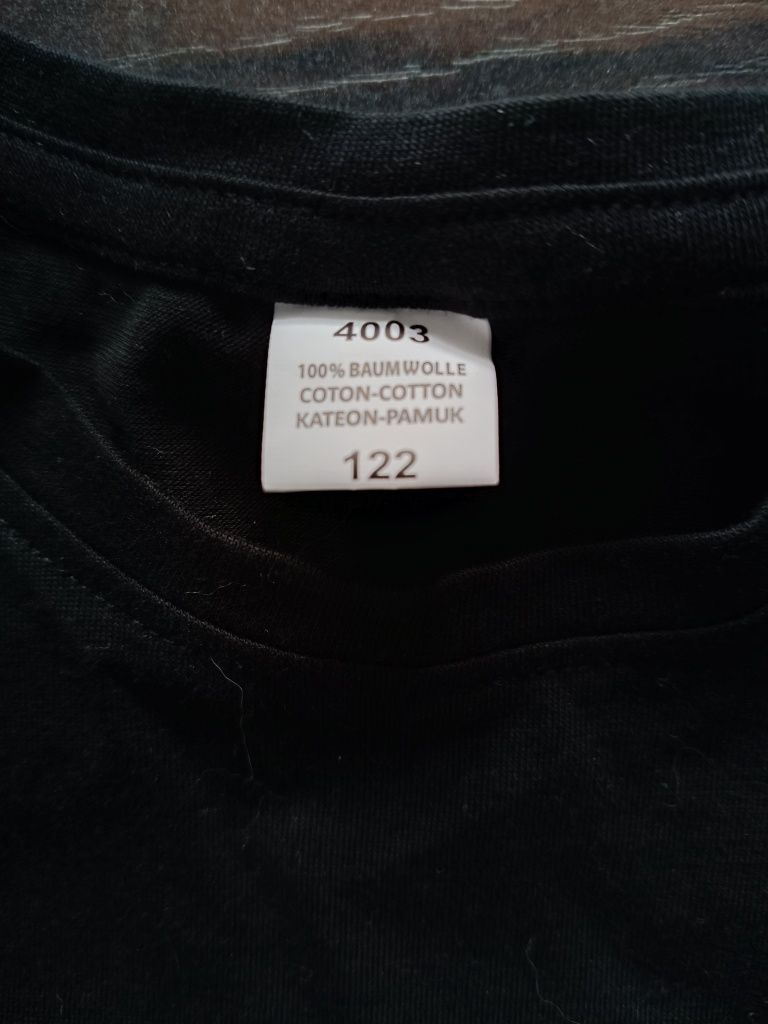 4003
100% BAUMWOLLE
COTON-COTTON
KATEON-PAMUK
122